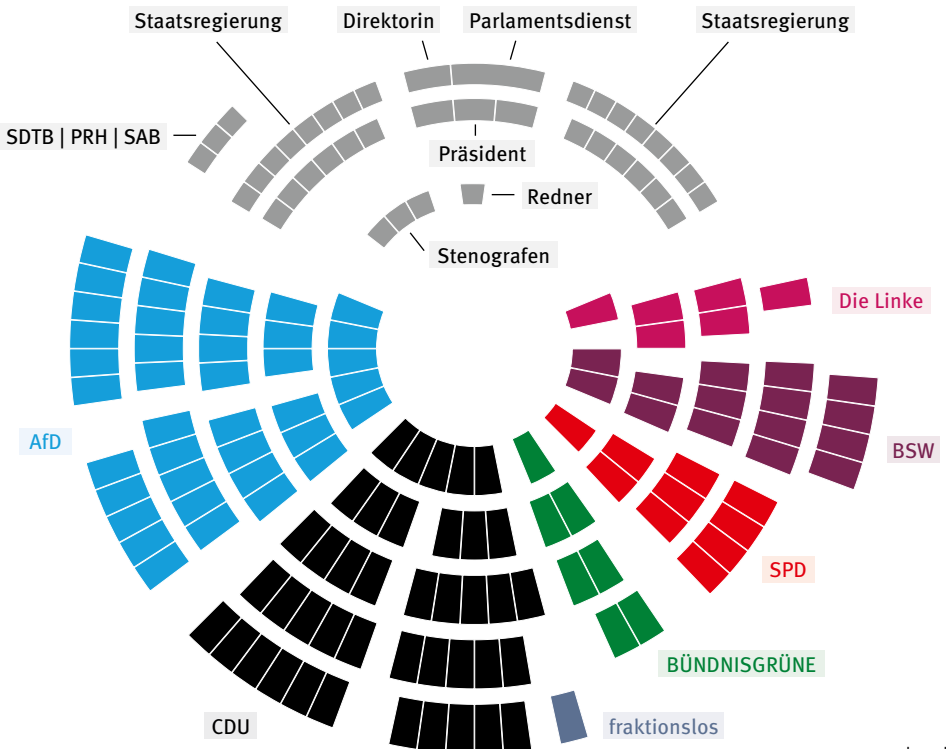 Staatsregierung
Direktorin
Parlamentsdienst
Staatsregierung
SDTB | PRH | SAB
Präsident
Redner
Stenografen
Die Linke
AfD
BSW
SPD
BÜNDNISGRÜNE
CDU
fraktionslos